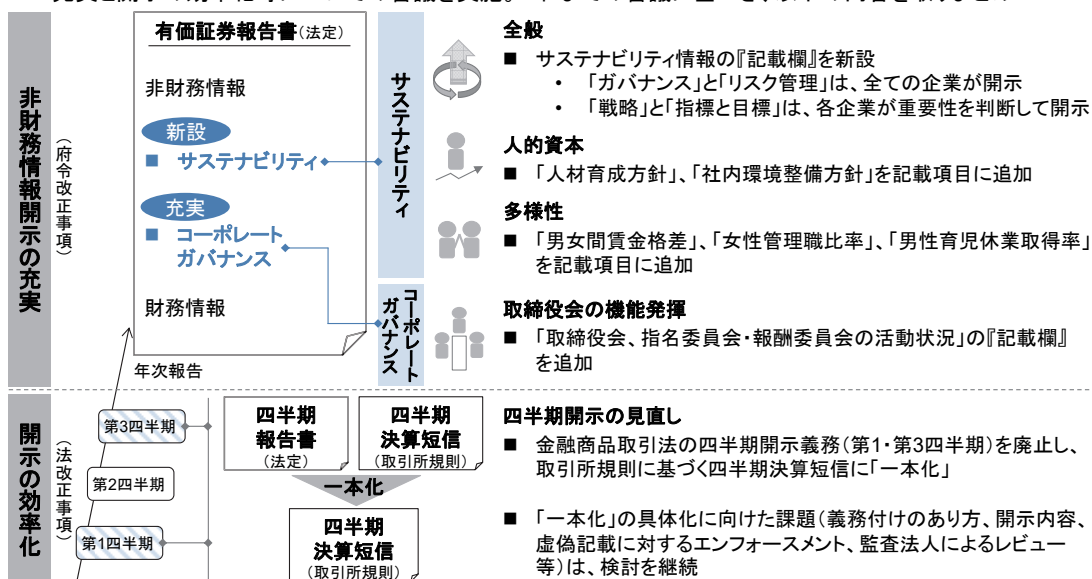 有価証券報告書(法定)
非財務情報
新設
■ サステナビリティ
充実
■ コーポレート
ガバナンス
財務情報
年次報告
非財務情報開示の充実
(府令改正事項)
サステナビリティ
コーポレート
ガバナンス
全般
■ サステナビリティ情報の『記載欄』を新設
• 「ガバナンス」と「リスク管理」は、全ての企業が開示
• 「戦略」と「指標と目標」は、各企業が重要性を判断して開示
人的資本
■ 「人材育成方針」、「社内環境整備方針」を記載項目に追加
多様性
■ 「男女間賃金格差」、「女性管理職比率」、「男性育児休業取得率」
を記載項目に追加
取締役会の機能発揮
■ 「取締役会、指名委員会・報酬委員会の活動状況」の『記載欄』
を追加
開示の効率化
(法改正事項)
第3四半期
第2四半期
第1四半期
四半期
報告書
(法定)
四半期
決算短信
(取引所規則)
一本化
四半期
決算短信
(取引所規則)
四半期開示の見直し
■ 金融商品取引法の四半期開示義務(第1・第3四半期)を廃止し、
取引所規則に基づく四半期決算短信に「一本化」
■ 「一本化」の具体化に向けた課題(義務付けのあり方、開示内容、
虚偽記載に対するエンフォースメント、監査法人によるレビュー
等)は、検討を継続